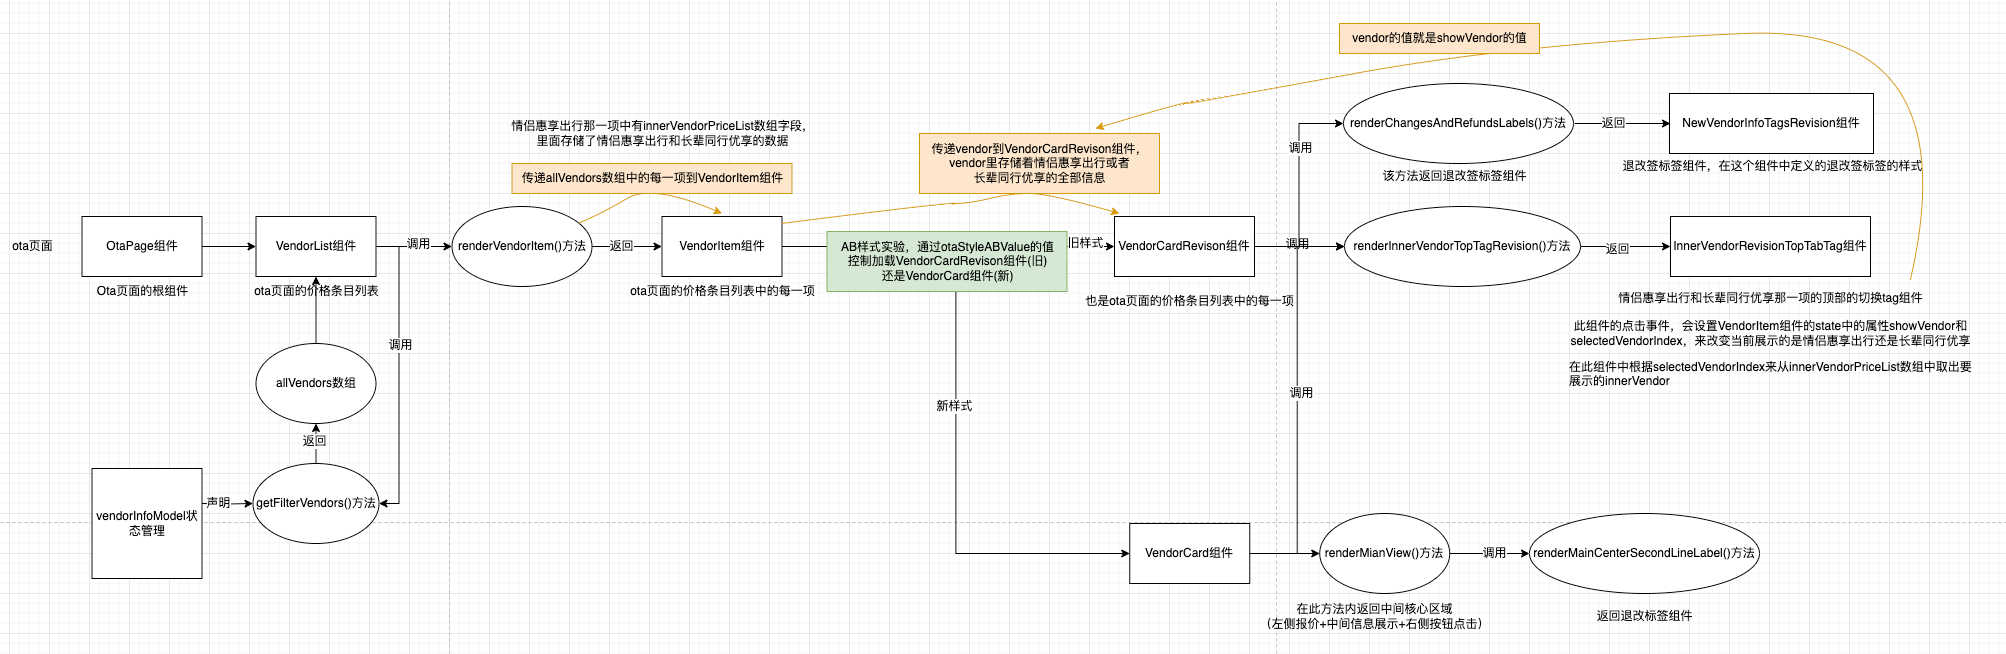 ota页面
OtaPage组件
Ota页面的根组件
VendorList组件
ota页面的价格条目列表
allVendors数组
返回
getFilterVendors()方法
声明
vendorInfoModel状
态管理
调用
调用
renderVendorItem()方法
情侣惠享出行那一项中有innerVendorPriceList数组字段，
里面存储了情侣惠享出行和长辈同行优享的数据
传递allVendors数组中的每一项到VendorItem组件
返回
VendorItem组件
ota页面的价格条目列表中的每一项
AB样式实验，通过otaStyleABValue的值
控制加载VendorCardRevison组件(旧)
还是VendorCard组件(新)
旧样式
新样式
传递vendor到VendorCardRevison组件，
vendor里存储着情侣惠享出行或者
长辈同行优享的全部信息
VendorCardRevison组件
也是ota页面的价格条目列表中的每一项
vendor的值就是showVendor的值
调用
renderChangesAndRefundsLabels()方法
该方法返回退改签标签组件
返回
NewVendorInfoTagsRevision组件
退改签标签组件，在这个组件中定义的退改签标签的样式
调用
renderInnerVendorTopTagRevision()方法
返回
InnerVendorRevisionTopTabTag组件
情侣惠享出行和长辈同行优享那一项的顶部的切换tag组件
此组件的点击事件，会设置VendorItem组件的state中的属性showVendor和
selectedVendorIndex，来改变当前展示的是情侣惠享出行还是长辈同行优享
在此组件中根据selectedVendorIndex来从innerVendorPriceList数组中取出要
展示的innerVendor
调用
VendorCard组件
renderMianView()方法
在此方法内返回中间核心区域
(左侧报价+中间信息展示+右侧按钮点击)
调用
renderMainCenterSecondLineLabel()方法
返回退改标签组件